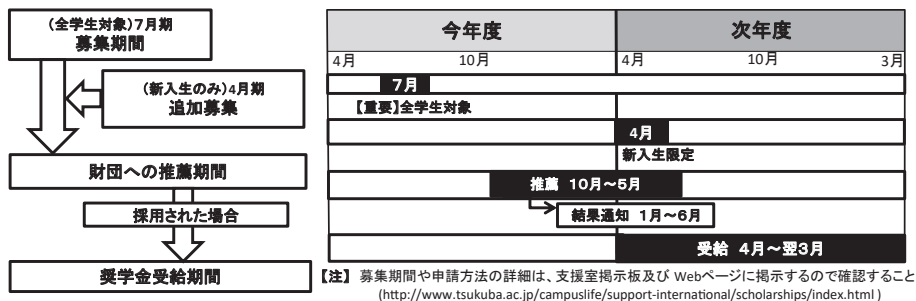 (全学生対象)7月期
募集期間
(新入生のみ)4月期
追加募集
財団への推薦期間
採用された場合
奨学金受給期間
今年度 次年度
4月 10月 4月 10月 3月
7月
【重要】全学生対象
4月
新入生限定
推薦 10月～5月
結果通知 1月～6月
受給 4月～翌3月
【注】 募集期間や申請方法の詳細は、支援室掲示板及び Webページに掲示するので確認すること
(http://www.tsukuba.ac.jp/campuslife/support-international/scholarships/index.html )